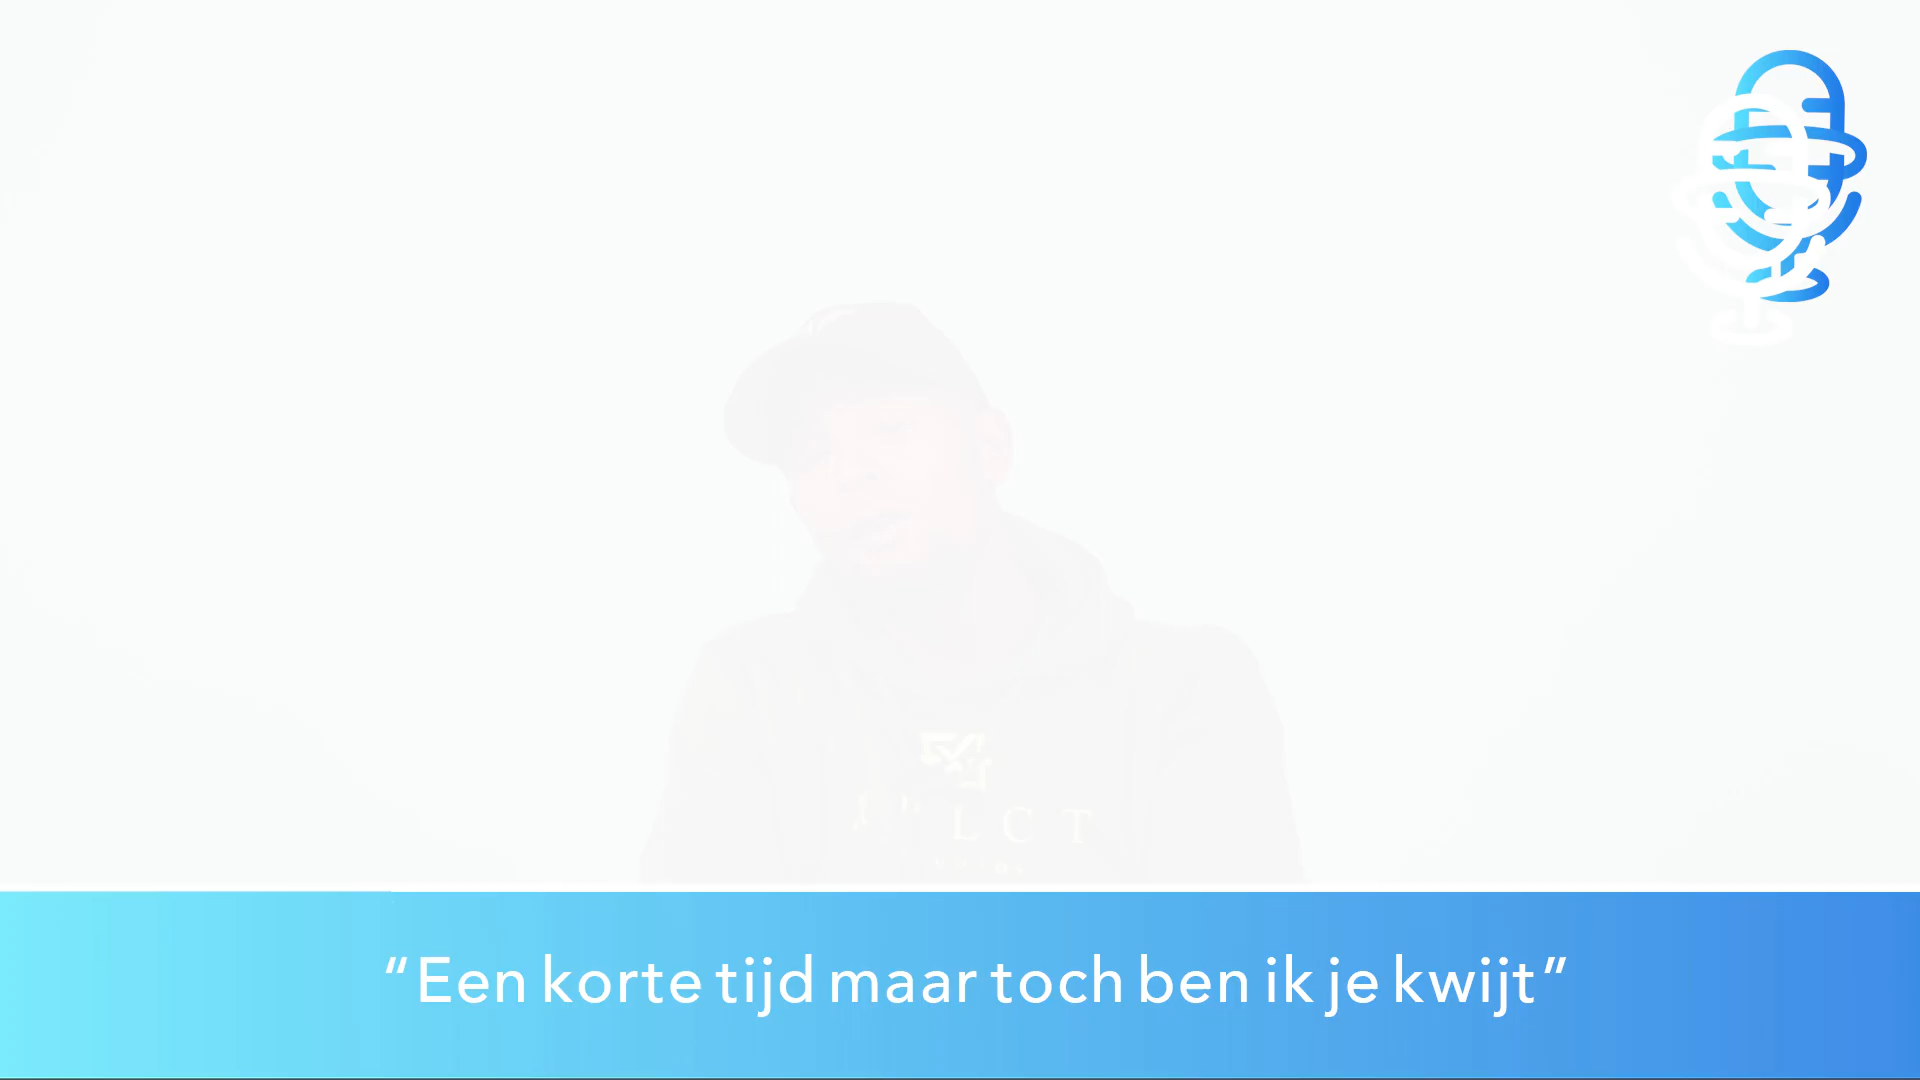 L C T
“Een korte tijd maar toch ben ik je kwijt”